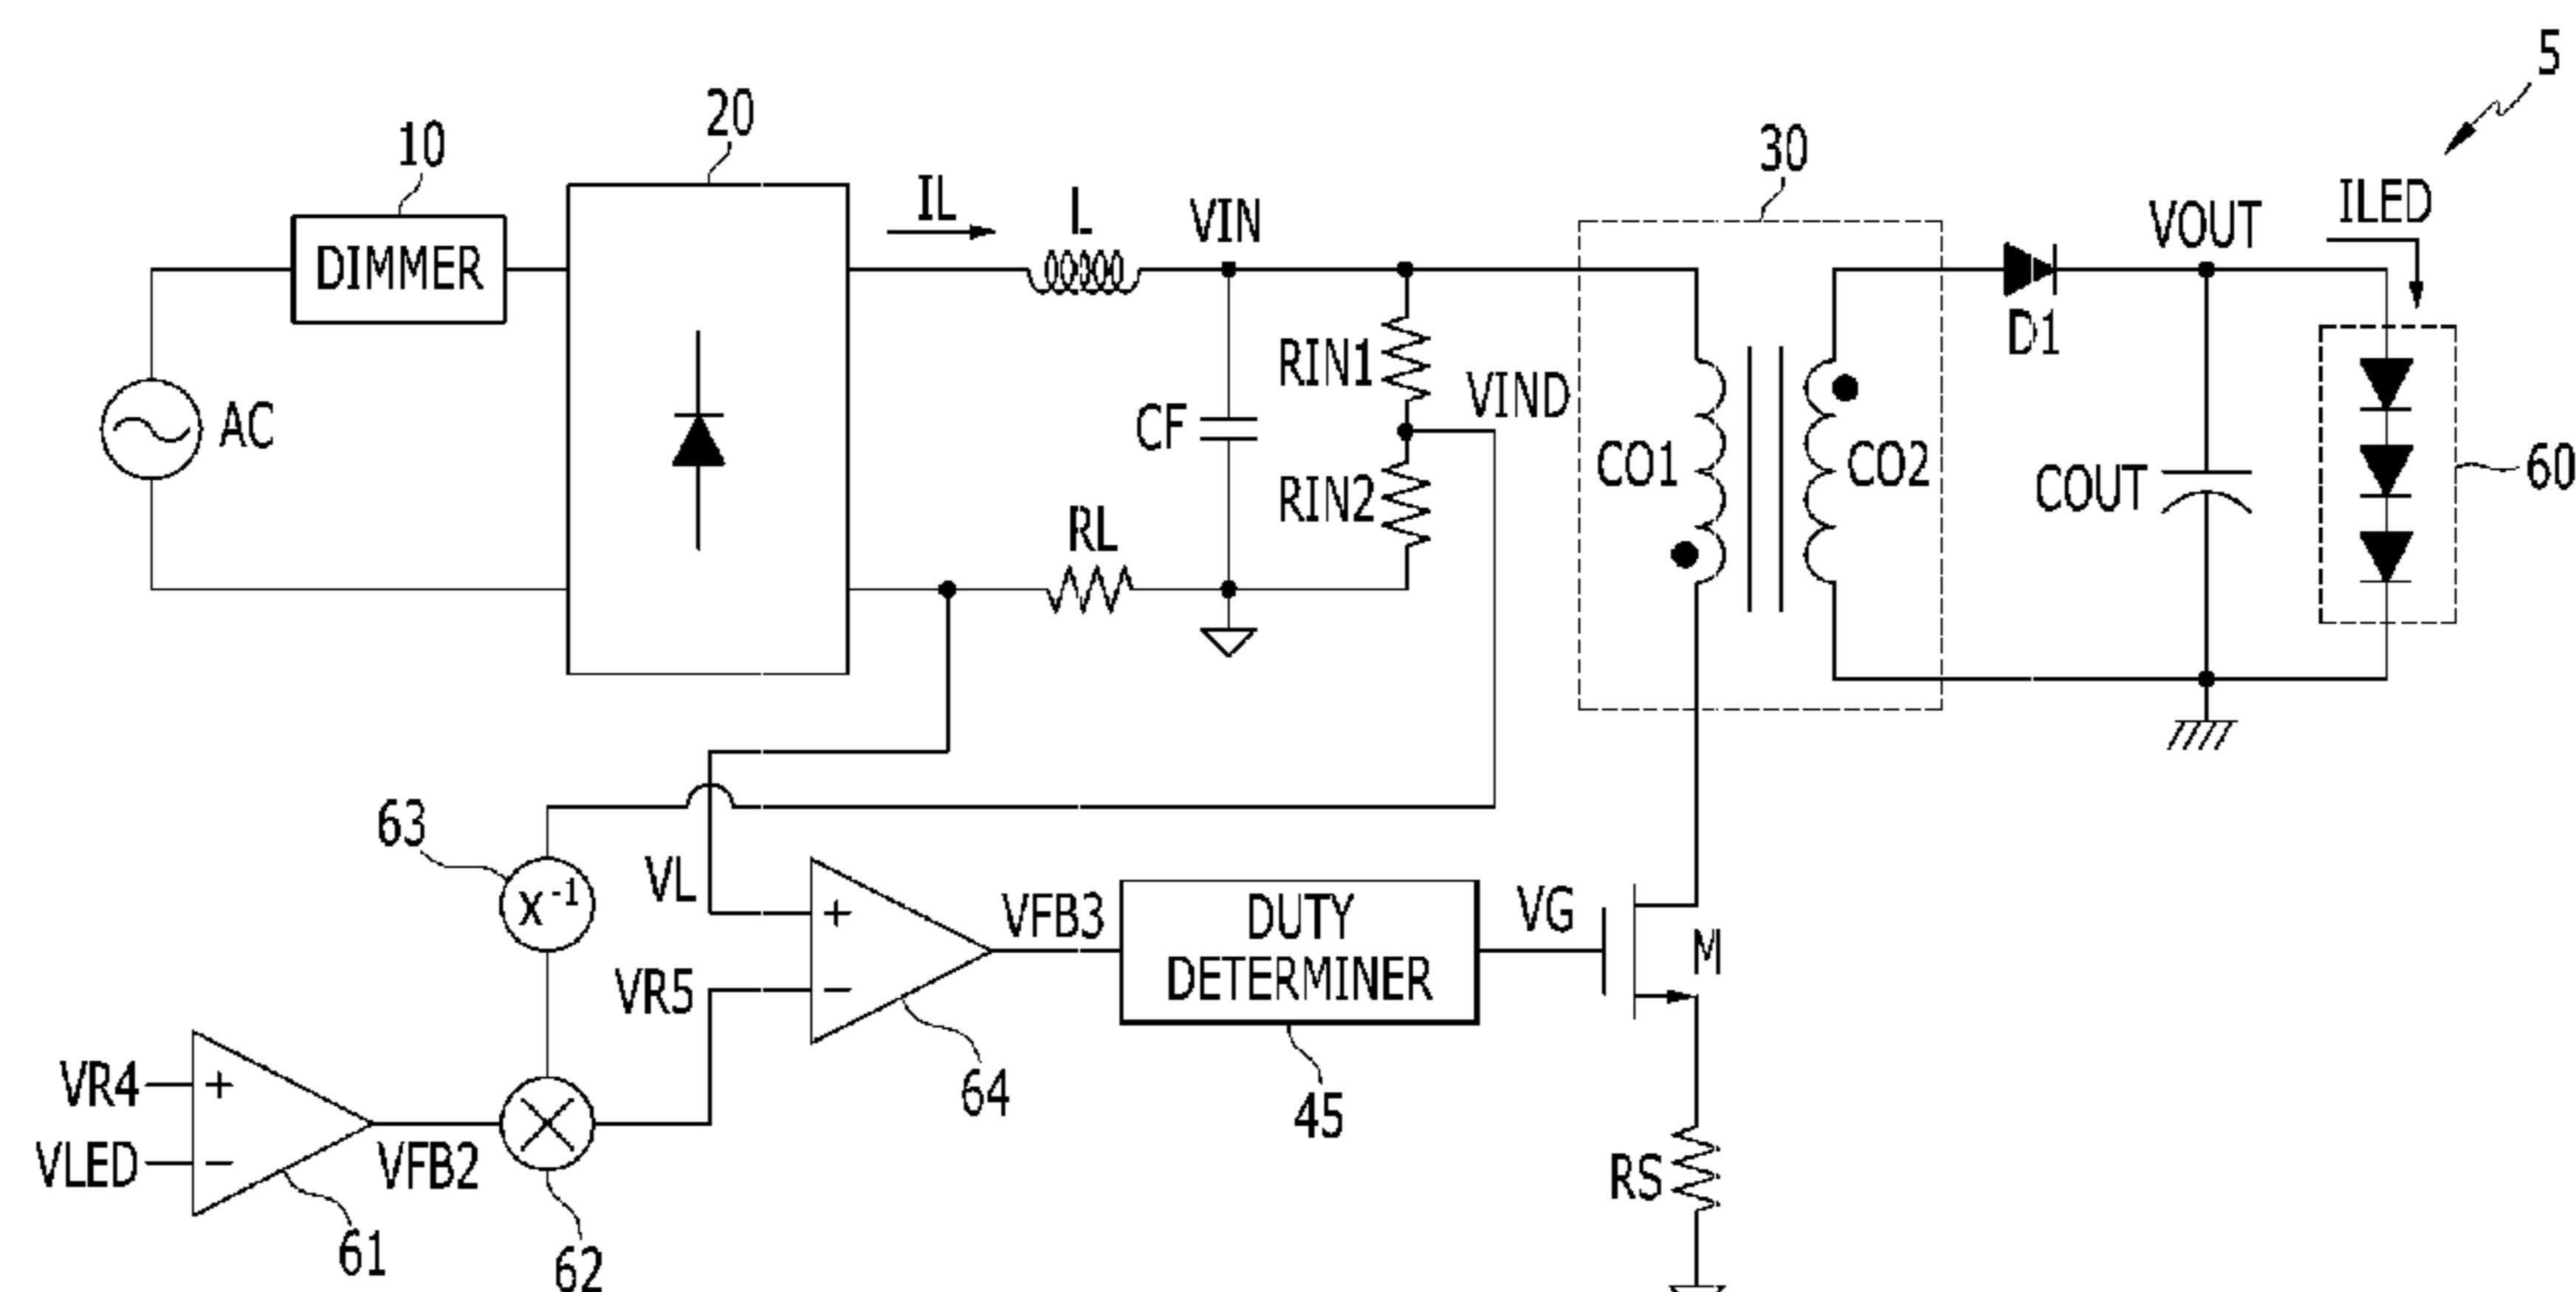 5
10
20
30
IL
L
VIN
VOUT
ILED
DIMMER
D1
RIN1
VIND
AC
CF
CO1
CO2
COUT
60
RIN2
RL
63
X⁻¹
VL
VFB3
DUTY
DETERMINER
VG
M
VR5
64
45
VR4
+
-
+
-
VLED
VFB2
61
62
RS